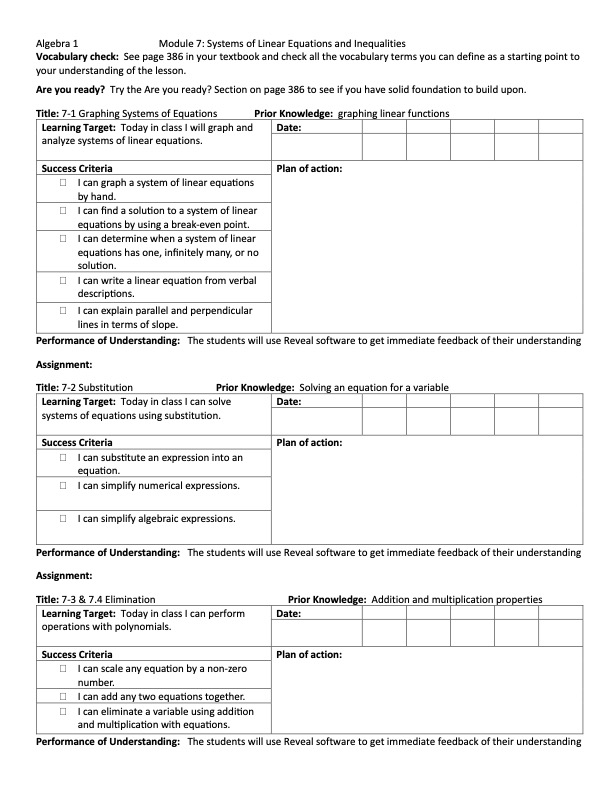 Algebra 1 Module 7: Systems of Linear Equations and Inequalities
Vocabulary check: See page 386 in your textbook and check all the vocabulary terms you can define as a starting point to
your understanding of the lesson.
Are you ready? Try the Are you ready? Section on page 386 to see if you have solid foundation to build upon.
Title: 7-1 Graphing Systems of Equations Prior Knowledge: graphing linear functions
Learning Target: Today in class I will graph and
analyze systems of linear equations.
Date:
Success Criteria
☐ I can graph a system of linear equations
by hand.
☐ I can find a solution to a system of linear
equations by using a break-even point.
☐ I can determine when a system of linear
equations has one, infinitely many, or no
solution.
☐ I can write a linear equation from verbal
descriptions.
☐ I can explain parallel and perpendicular
lines in terms of slope.
Plan of action:
Performance of Understanding: The students will use Reveal software to get immediate feedback of their understanding
Assignment:
Title: 7-2 Substitution Prior Knowledge: Solving an equation for a variable
Learning Target: Today in class I can solve
systems of equations using substitution.
Date:
Success Criteria
☐ I can substitute an expression into an
equation.
☐ I can simplify numerical expressions.
☐ I can simplify algebraic expressions.
Plan of action:
Performance of Understanding: The students will use Reveal software to get immediate feedback of their understanding
Assignment:
Title: 7-3 & 7.4 Elimination Prior Knowledge: Addition and multiplication properties
Learning Target: Today in class I can perform
operations with polynomials.
Date:
Success Criteria
☐ I can scale any equation by a non-zero
number.
☐ I can add any two equations together.
☐ I can eliminate a variable using addition
and multiplication with equations.
Plan of action:
Performance of Understanding: The students will use Reveal software to get immediate feedback of their understanding